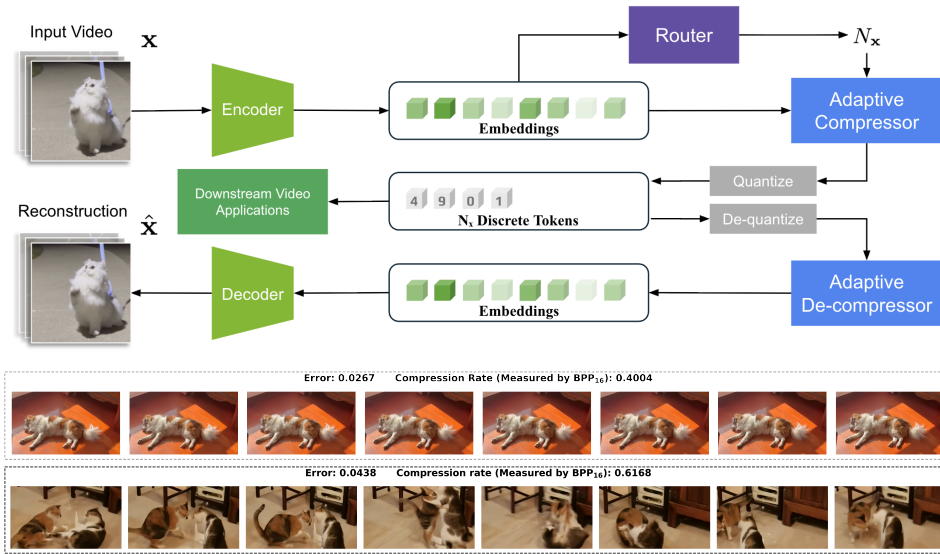 Input Video
x
Router
Nₓ
Encoder
Embeddings
Adaptive
Compressor
Downstream Video
Applications
4 9 0 1
Nₓ Discrete Tokens
Quantize
De-quantize
Reconstruction
x̂
Decoder
Embeddings
Adaptive
De-compressor
Error: 0.0267 Compression Rate (Measured by BPP₁₆): 0.4004
Error: 0.0438 Compression rate (Measured by BPP₁₆): 0.6168